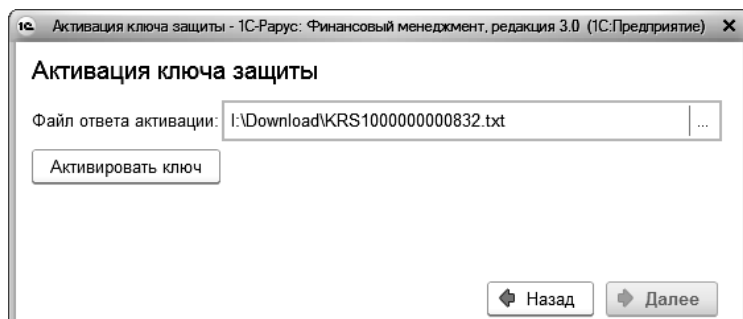 1С Активация ключа защиты - 1С-Рарус: Финансовый менеджмент, редакция 3.0 (1С:Предприятие)
Активация ключа защиты
Файл ответа активации: I:\Download\KRS1000000000832.txt ...
Активировать ключ
Назад Далее